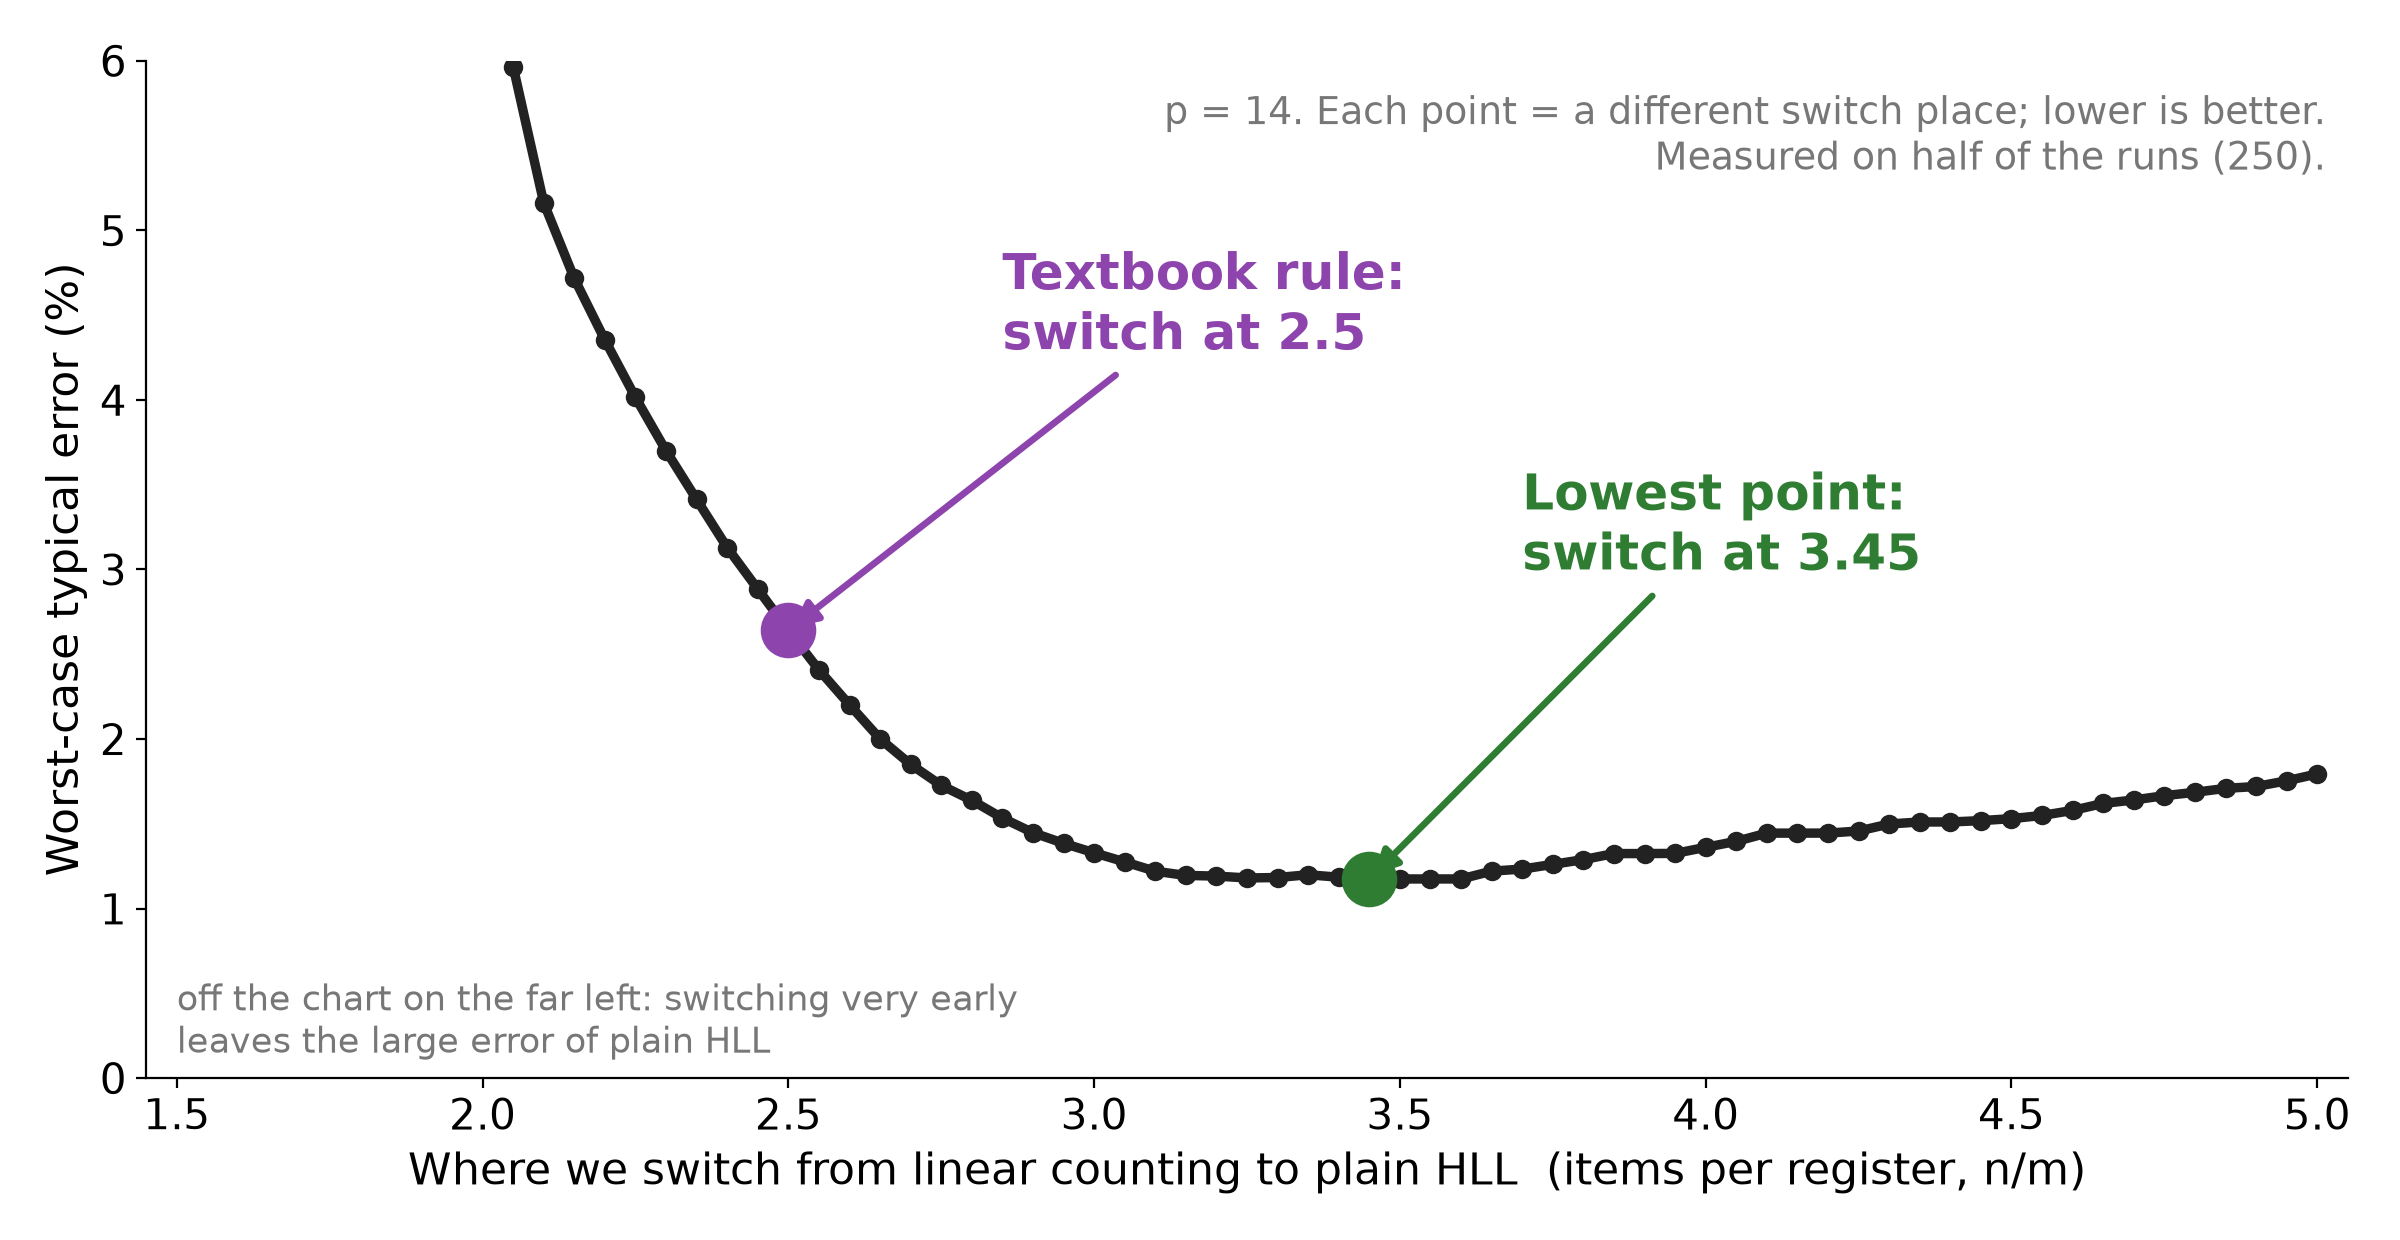 p = 14. Each point = a different switch place; lower is better.
Measured on half of the runs (250).
Textbook rule:
switch at 2.5
Lowest point:
switch at 3.45
off the chart on the far left: switching very early
leaves the large error of plain HLL
Worst-case typical error (%)
6
5
4
3
2
1
0
1.5 2.0 2.5 3.0 3.5 4.0 4.5 5.0
Where we switch from linear counting to plain HLL  (items per register, n/m)